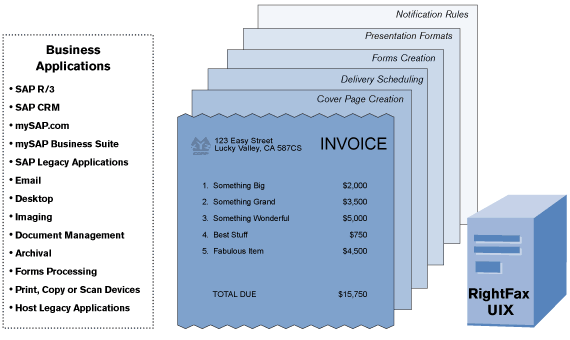 Business
Applications
• SAP R/3
• SAP CRM
• mySAP.com
• mySAP Business Suite
• SAP Legacy Applications
• Email
• Desktop
• Imaging
• Document Management
• Archival
• Forms Processing
• Print, Copy or Scan Devices
• Host Legacy Applications
Notification Rules
Presentation Formats
Forms Creation
Delivery Scheduling
Cover Page Creation
123 Easy Street
Lucky Valley, CA 587CS
INVOICE
1. Something Big $2,000
2. Something Grand $3,500
3. Something Wonderful $5,000
4. Best Stuff $750
5. Fabulous Item $4,500
TOTAL DUE $15,750
RightFax
UIX